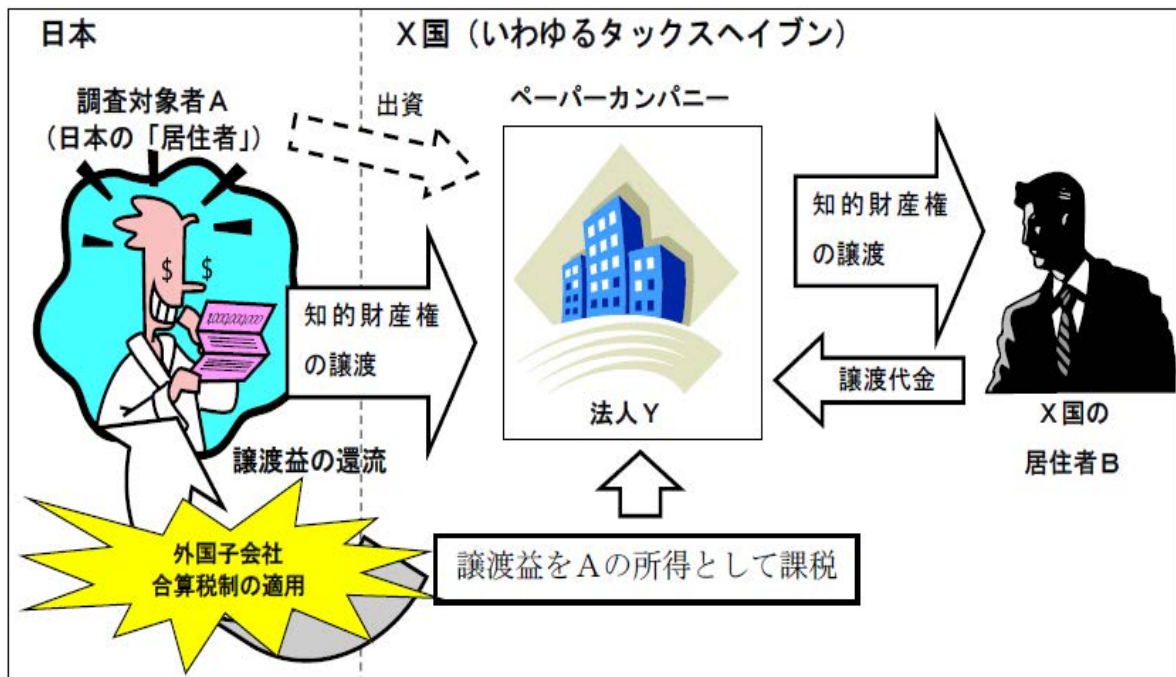 日本
X国(いわゆるタックスヘイブン)
調査対象者A
(日本の「居住者」)
出資
ペーパーカンパニー
$ $
知的財産権
の譲渡
知的財産権
の譲渡
譲渡代金
法人Y
X国の
居住者B
譲渡益の還流
外国子会社
合算税制の適用
譲渡益をAの所得として課税